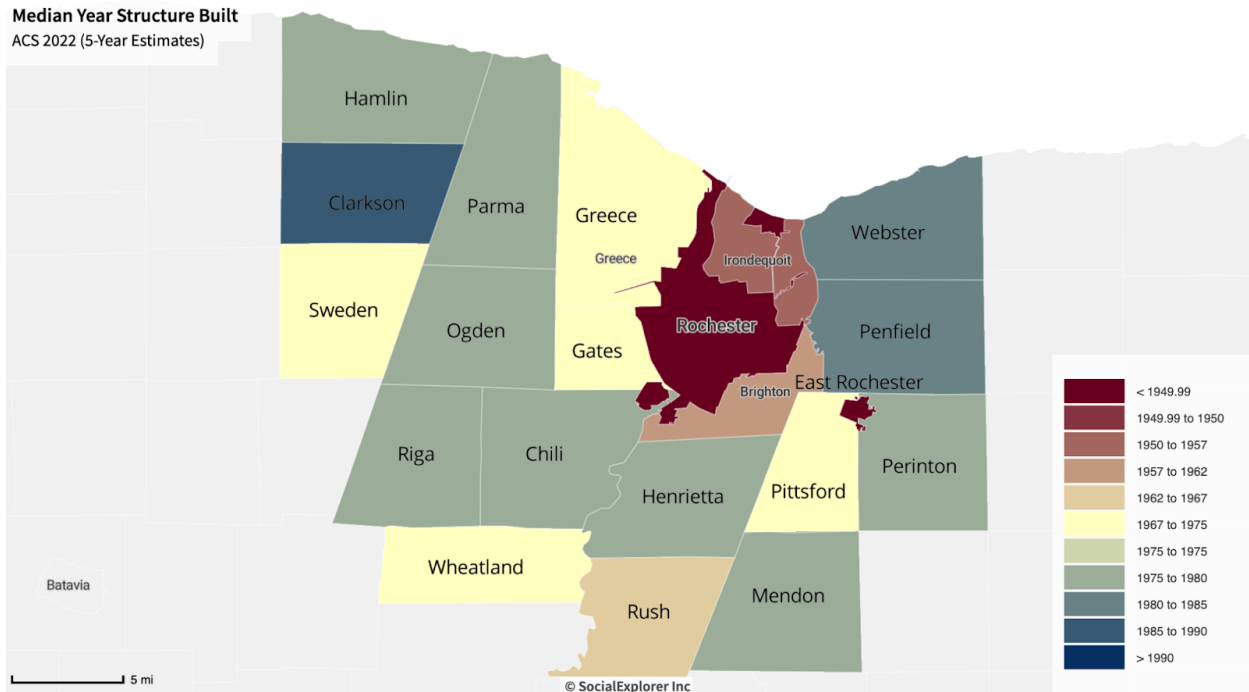 Median Year Structure Built
ACS 2022 (5-Year Estimates)
Hamlin
Clarkson
Parma
Greece
Webster
Greece
Irondequoit
Sweden
Ogden
Rochester
Penfield
Gates
East Rochester
Brighton
Riga
Chili
Perinton
Henrietta
Pittsford
Wheatland
Batavia
Rush
Mendon
< 1949.99
1949.99 to 1950
1950 to 1957
1957 to 1962
1962 to 1967
1967 to 1975
1975 to 1975
1975 to 1980
1980 to 1985
1985 to 1990
> 1990
5 mi
© SocialExplorer Inc